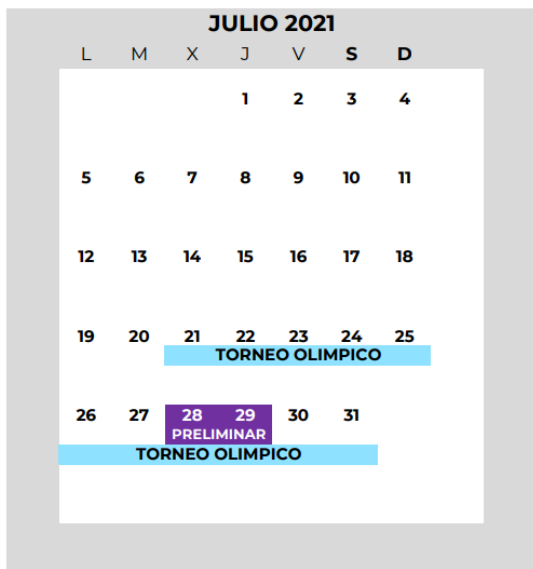 JULIO 2021
L M X J V S D
1 2 3 4
5 6 7 8 9 10 11
12 13 14 15 16 17 18
19 20 21 22 23 24 25
TORNEO OLIMPICO
26 27 28 29 30 31
PRELIMINAR
TORNEO OLIMPICO